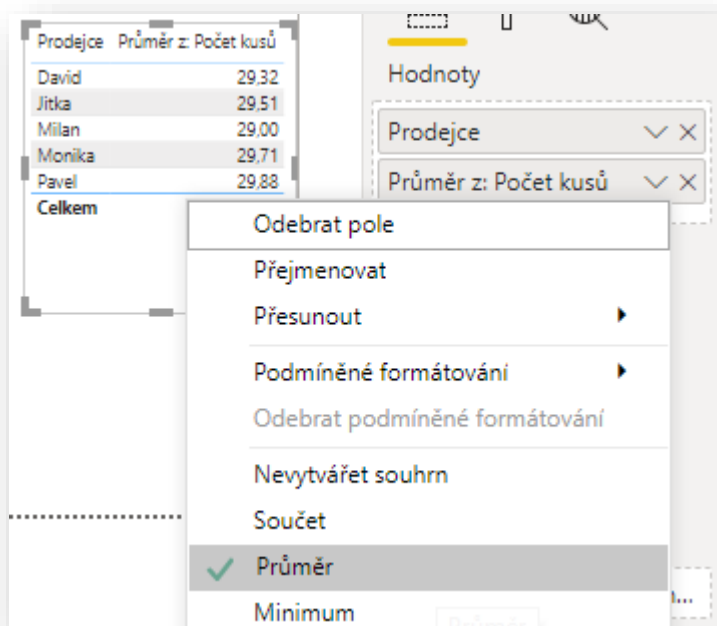 Prodejce Průměr z: Počet kusů
David 29,32
Jitka 29,51
Milan 29,00
Monika 29,71
Pavel 29,88
Celkem
Hodnoty
Prodejce
Průměr z: Počet kusů
Odebrat pole
Přejmenovat
Přesunout
Podmíněné formátování
Odebrat podmíněné formátování
Nevytvářet souhrn
Součet
Průměr
Minimum
Průměr